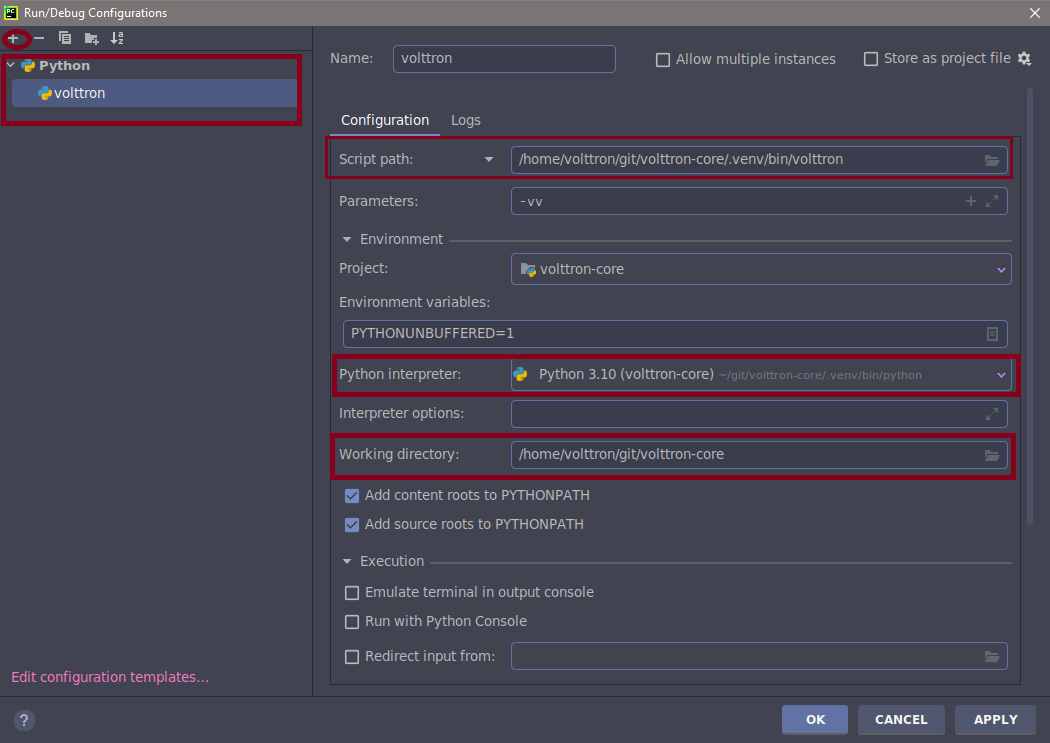 PC Run/Debug Configurations
Python
volttron
Edit configuration templates...
Name: volttron Allow multiple instances Store as project file
Configuration Logs
Script path: /home/volttron/git/volttron-core/.venv/bin/volttron
Parameters: -vv
Environment
Project: volttron-core
Environment variables:
PYTHONUNBUFFERED=1
Python interpreter: Python 3.10 (volttron-core) ~/git/volttron-core/.venv/bin/python
Interpreter options:
Working directory: /home/volttron/git/volttron-core
Add content roots to PYTHONPATH
Add source roots to PYTHONPATH
Execution
Emulate terminal in output console
Run with Python Console
Redirect input from:
? OK CANCEL APPLY